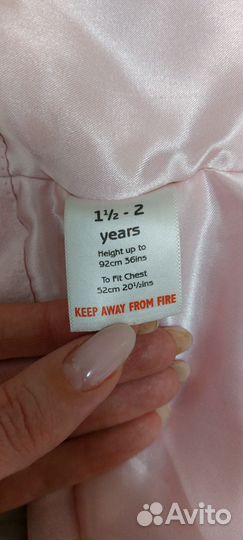 1½ - 2
years
Height up to
92cm 36ins
To Fit Chest
52cm 20½ins
KEEP AWAY FROM FIRE
Avito